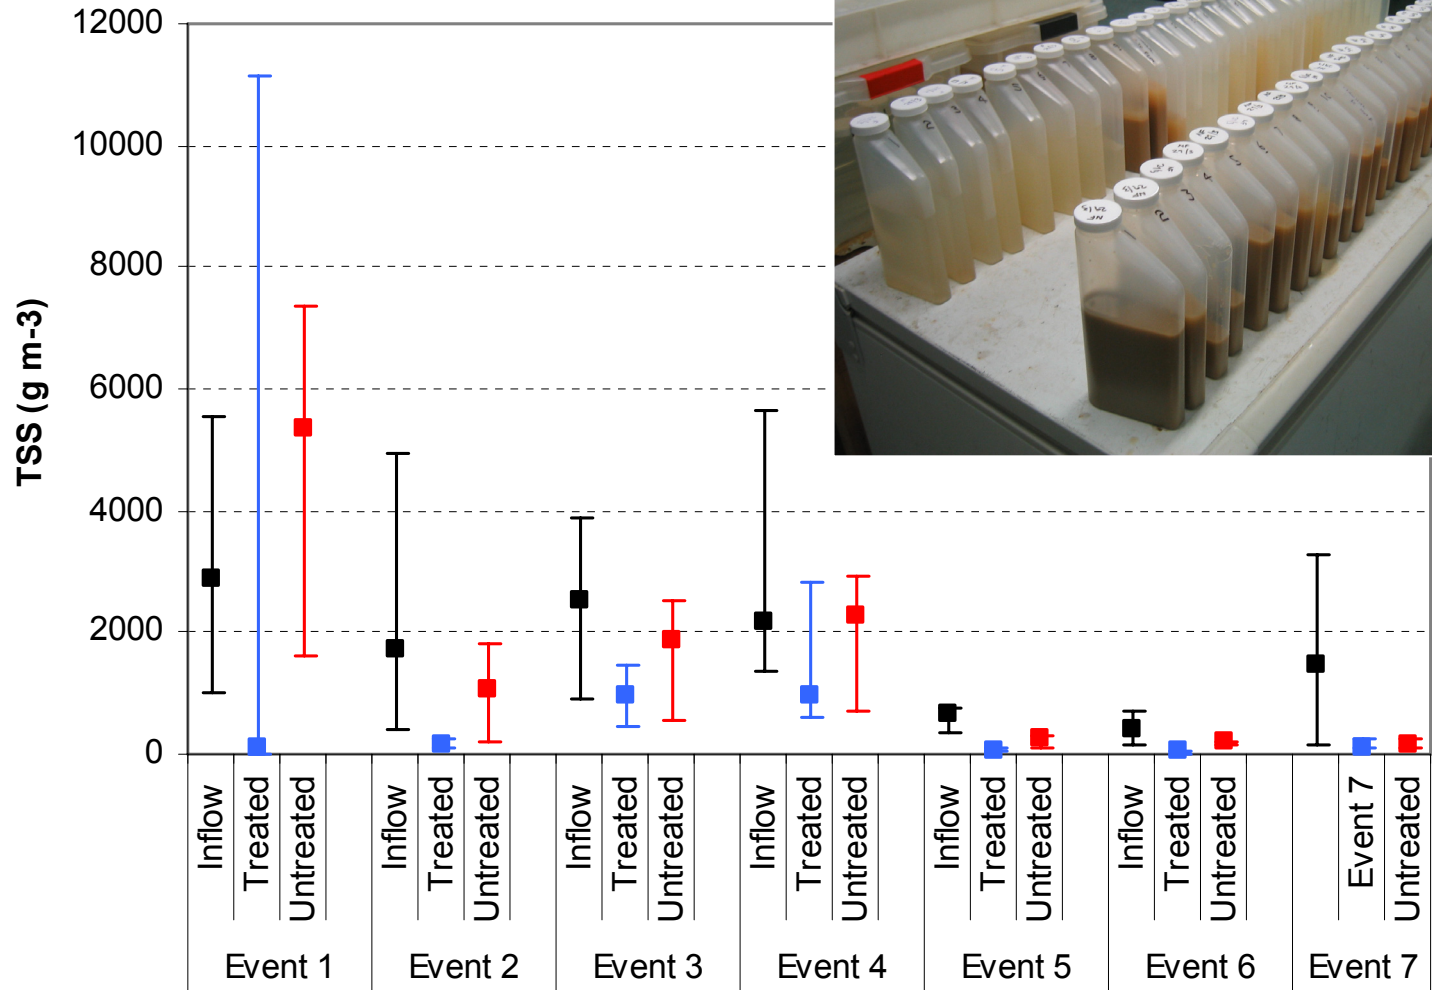 TSS (g m-3)
12000
10000
8000
6000
4000
2000
0
Inflow
Treated
Untreated
Inflow
Treated
Untreated
Inflow
Treated
Untreated
Inflow
Treated
Untreated
Inflow
Treated
Untreated
Inflow
Treated
Untreated
Event 7
Untreated
Event 1
Event 2
Event 3
Event 4
Event 5
Event 6
Event 7